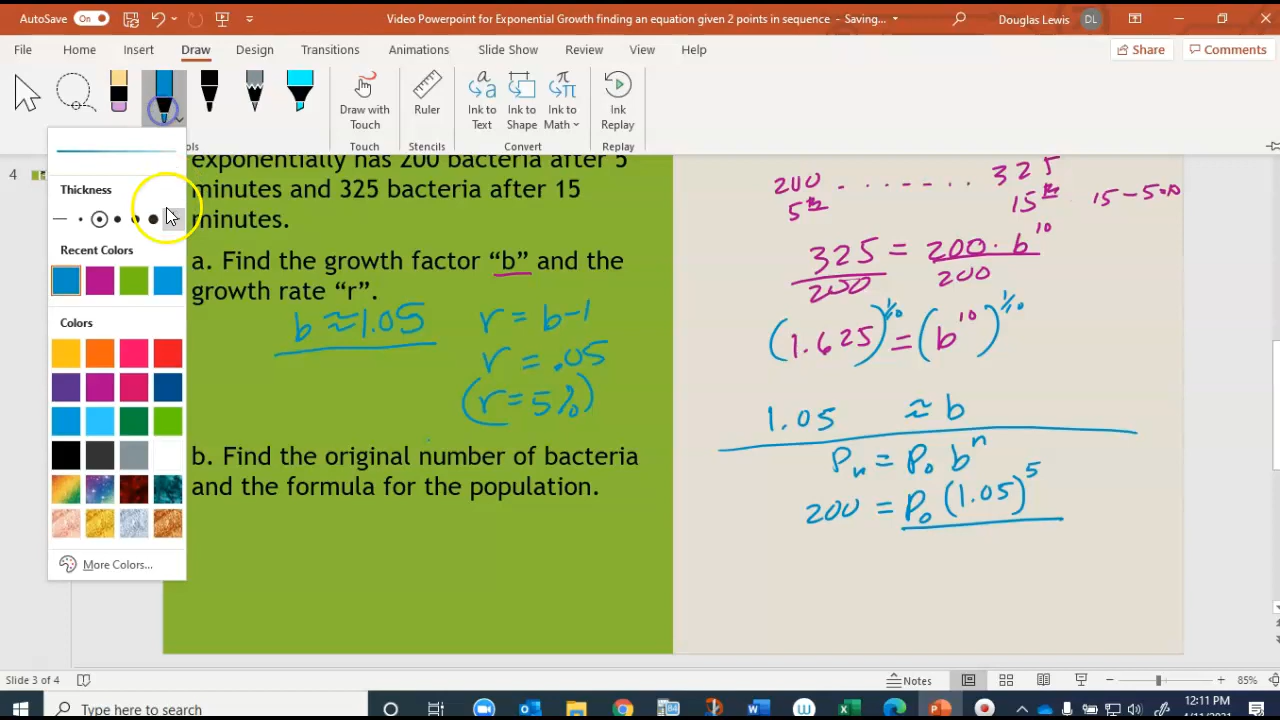 AutoSave On Video Powerpoint for Exponential Growth finding an equation given 2 points in sequence - Saving... Douglas Lewis DL
File Home Insert Draw Design Transitions Animations Slide Show Review View Help Share Comments
Draw with Touch
Ruler
Ink to Text
Ink to Shape
Ink to Math
Ink Replay
ols Touch Stencils Convert Replay
Thickness
Recent Colors
Colors
More Colors...
4
exponentially has 200 bacteria after 5
minutes and 325 bacteria after 15
minutes.
a. Find the growth factor “b” and the
growth rate “r”.
b ≈ 1.05 r = b-1
r = .05
(r = 5%)
b. Find the original number of bacteria
and the formula for the population.
200 . . . . . . . . 325
5th 15th 15-5=10
325 = 200 · b^10
200 200
(1.625)^1/10 = (b^10)^1/10
1.05 ≈ b
Pn = P0 b^n
200 = P0 (1.05)^5
Slide 3 of 4 Notes 85%
Type here to search 12:11 PM